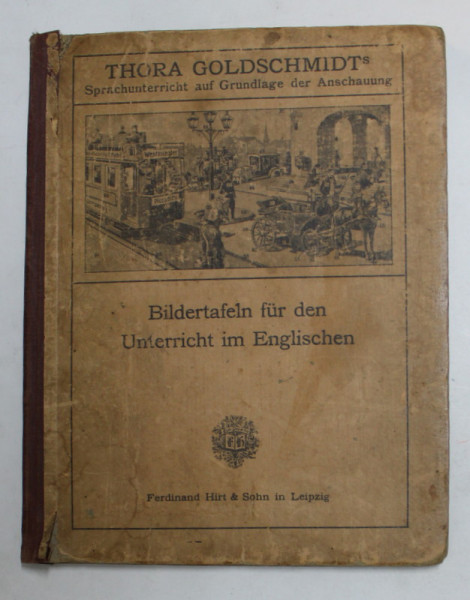 THORA GOLDSCHMIDTs
Sprachunterricht auf Grundlage der Anschauung
Bildertafeln für den
Unterricht im Englischen
Ferdinand Hirt & Sohn in Leipzig